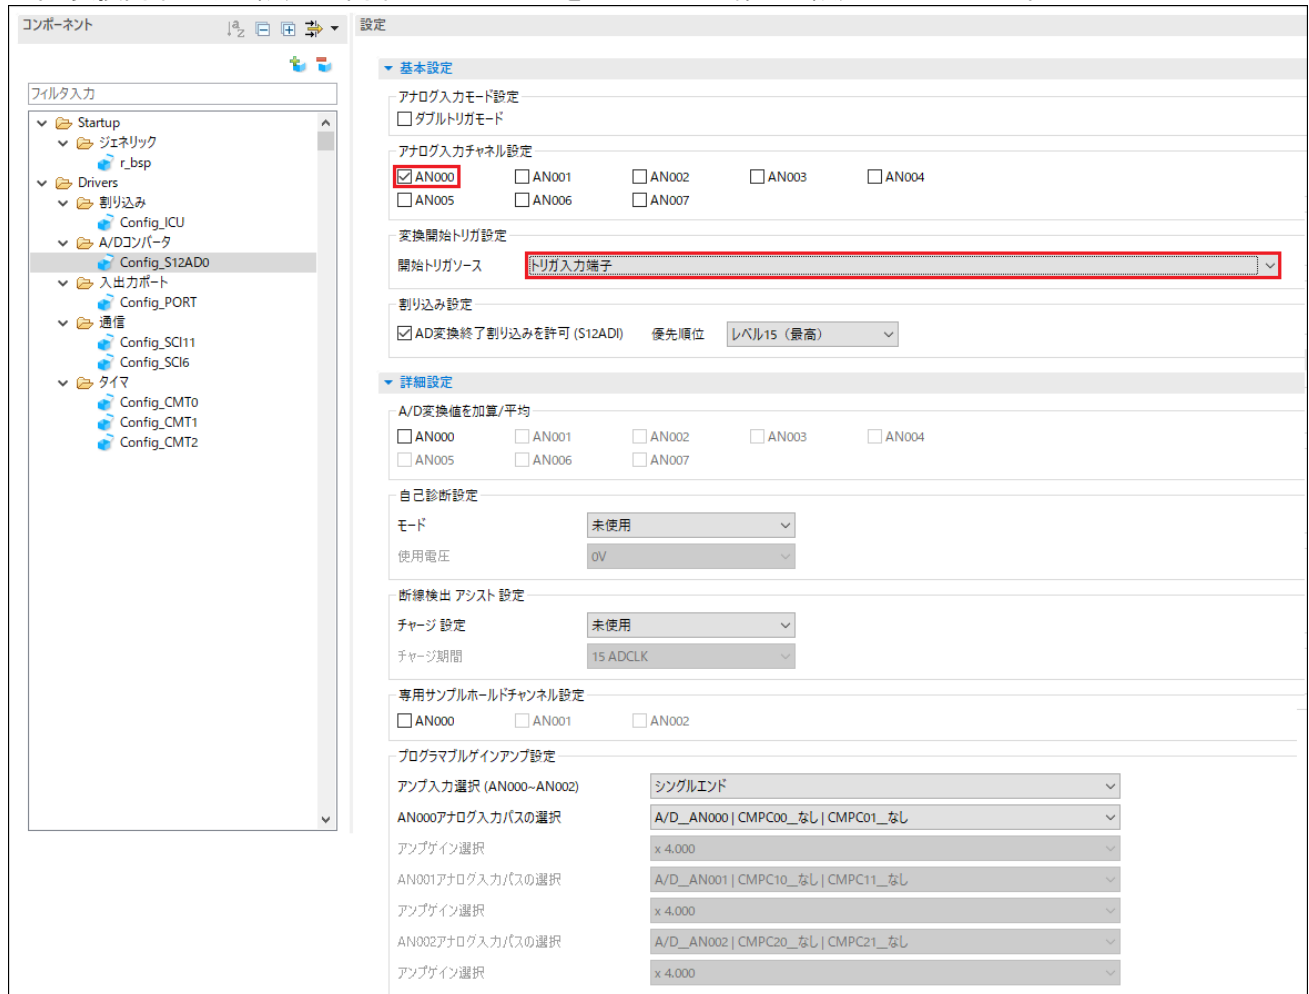 コンポーネント
設定
フィルタ入力
Startup
ジェネリック
r_bsp
Drivers
割り込み
Config_ICU
A/Dコンバータ
Config_S12AD0
入出力ポート
Config_PORT
通信
Config_SCI11
Config_SCI6
タイマ
Config_CMT0
Config_CMT1
Config_CMT2
基本設定
アナログ入力モード設定
ダブルトリガモード
アナログ入力チャネル設定
AN000 AN001 AN002 AN003 AN004
AN005 AN006 AN007
変換開始トリガ設定
開始トリガソース トリガ入力端子
割り込み設定
AD変換終了割り込みを許可 (S12ADI) 優先順位 レベル15（最高）
詳細設定
A/D変換値を加算/平均
AN000 AN001 AN002 AN003 AN004
AN005 AN006 AN007
自己診断設定
モード 未使用
使用電圧 0V
断線検出 アシスト 設定
チャージ 設定 未使用
チャージ期間 15 ADCLK
専用サンプルホールドチャンネル設定
AN000 AN001 AN002
プログラマブルゲインアンプ設定
アンプ入力選択 (AN000~AN002) シングルエンド
AN000アナログ入力パスの選択 A/D__AN000 | CMPC00__なし | CMPC01__なし
アンプゲイン選択 x 4.000
AN001アナログ入力パスの選択 A/D__AN001 | CMPC10__なし | CMPC11__なし
アンプゲイン選択 x 4.000
AN002アナログ入力パスの選択 A/D__AN002 | CMPC20__なし | CMPC21__なし
アンプゲイン選択 x 4.000